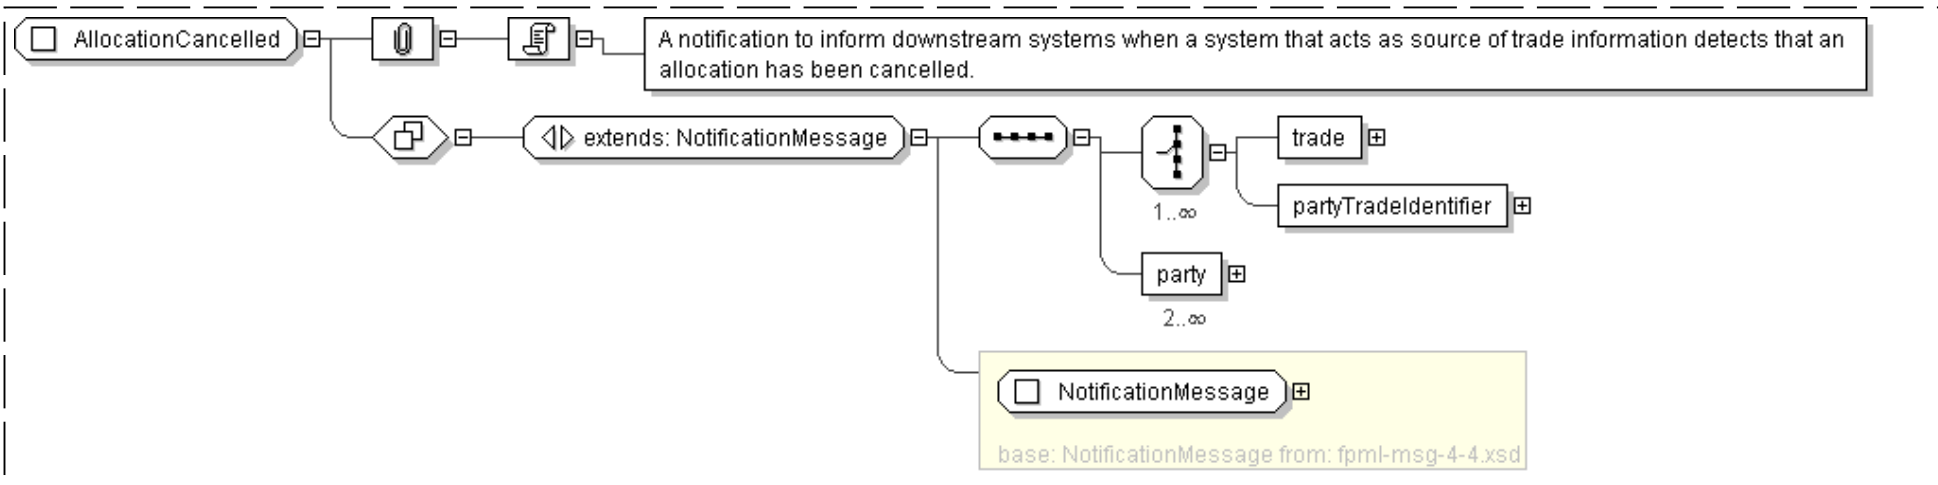 AllocationCancelled
A notification to inform downstream systems when a system that acts as source of trade information detects that an
allocation has been cancelled.
extends: NotificationMessage
trade
1..∞
partyTradeIdentifier
party
2..∞
NotificationMessage
base: NotificationMessage from: fpml-msg-4-4.xsd